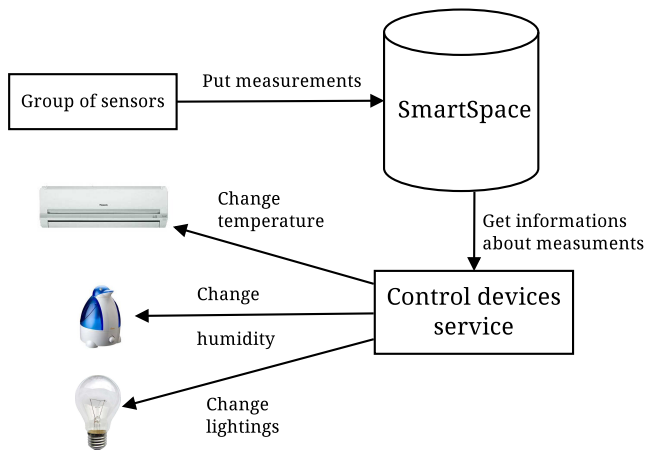 Put measurements
Group of sensors
SmartSpace
Change
temperature
Get informations
about measuments
Change
humidity
Control devices
service
Change
lightings